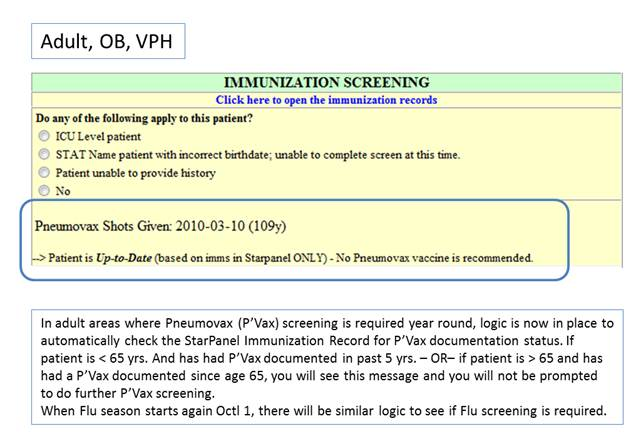 Adult, OB, VPH
IMMUNIZATION SCREENING
Click here to open the immunization records
Do any of the following apply to this patient?
ICU Level patient
STAT Name patient with incorrect birthdate; unable to complete screen at this time.
Patient unable to provide history
No
Pneumovax Shots Given: 2010-03-10 (109y)
--> Patient is Up-to-Date (based on imms in Starpanel ONLY) - No Pneumovax vaccine is recommended.
In adult areas where Pneumovax (P'Vax) screening is required year round, logic is now in place to
automatically check the StarPanel Immunization Record for P'Vax documentation status. If
patient is < 65 yrs. And has had P'Vax documented in past 5 yrs. – OR– if patient is > 65 and has
had a P'Vax documented since age 65, you will see this message and you will not be prompted
to do further P'Vax screening.
When Flu season starts again Octl 1, there will be similar logic to see if Flu screening is required.